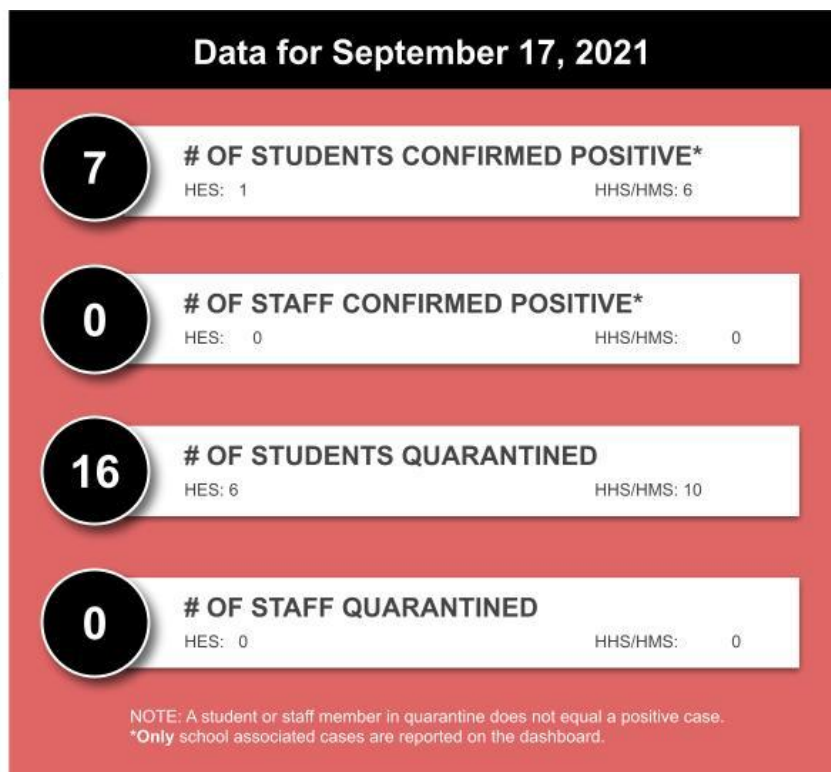 Data for September 17, 2021
7
# OF STUDENTS CONFIRMED POSITIVE*
HES: 1 HHS/HMS: 6
0
# OF STAFF CONFIRMED POSITIVE*
HES: 0 HHS/HMS: 0
16
# OF STUDENTS QUARANTINED
HES: 6 HHS/HMS: 10
0
# OF STAFF QUARANTINED
HES: 0 HHS/HMS: 0
NOTE: A student or staff member in quarantine does not equal a positive case.
*Only school associated cases are reported on the dashboard.